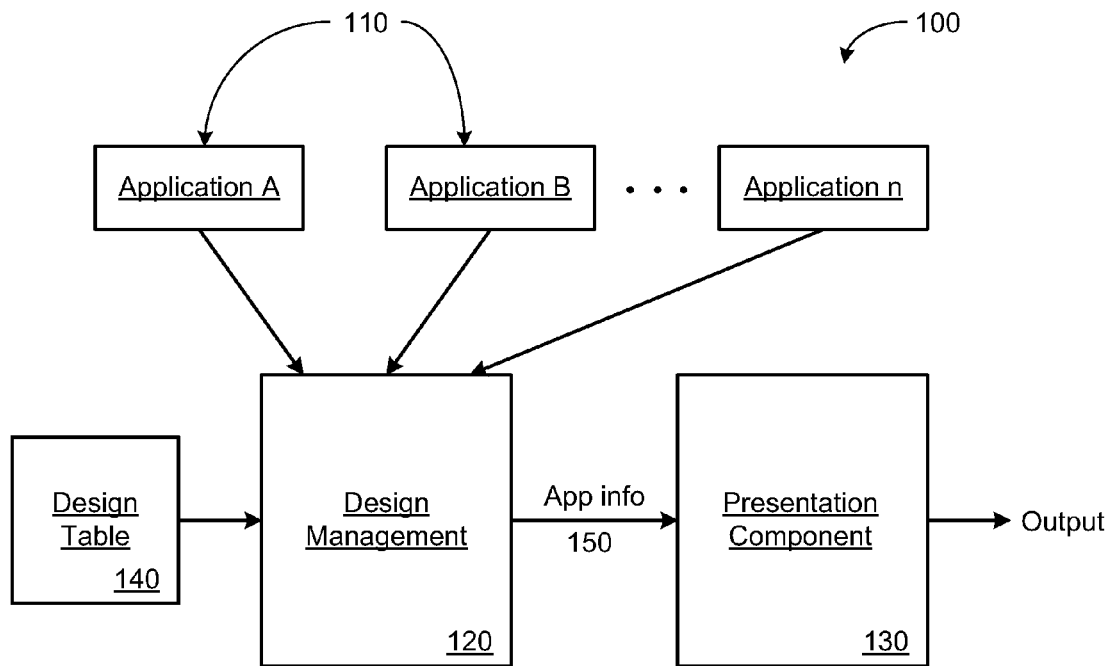 110
100
Application A
Application B
. . .
Application n
Design
Table
140
Design
Management
120
App info
150
Presentation
Component
130
Output